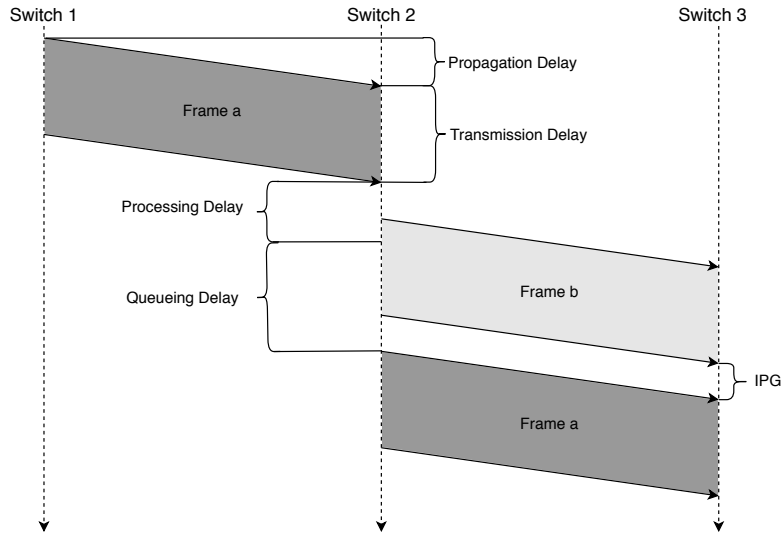 Switch 1
Switch 2
Switch 3
Propagation Delay
Frame a
Transmission Delay
Processing Delay
Queueing Delay
Frame b
IPG
Frame a